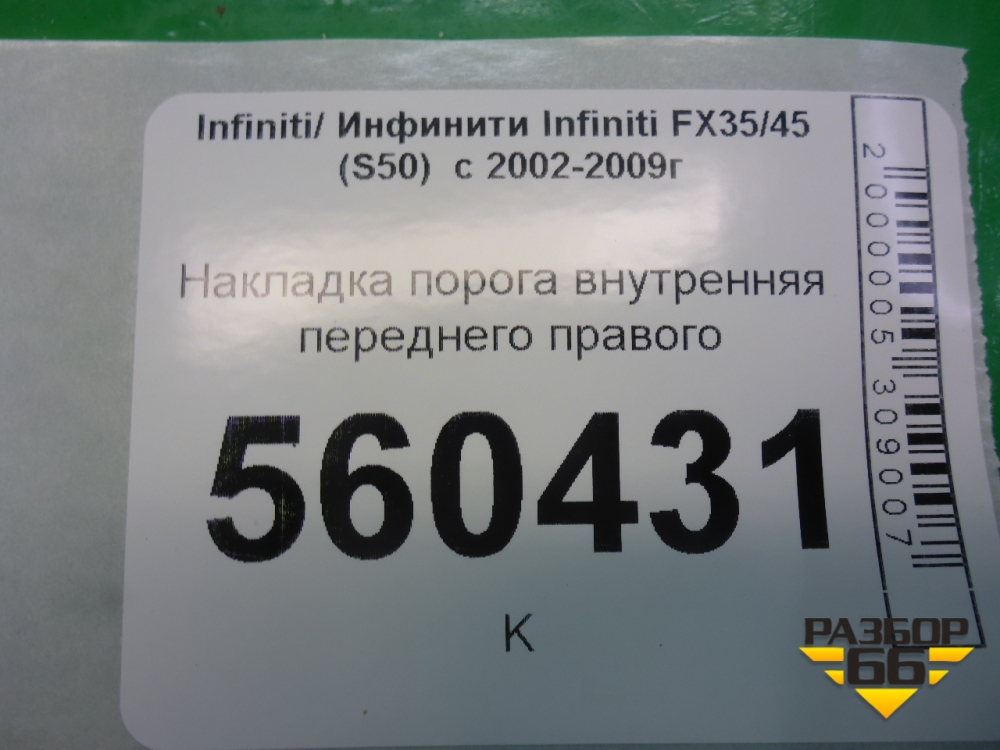 Infiniti/ Инфинити Infiniti FX35/45
(S50) с 2002-2009г
Накладка порога внутренняя
переднего правого
560431
К
2000005309007
РАЗБОР
66